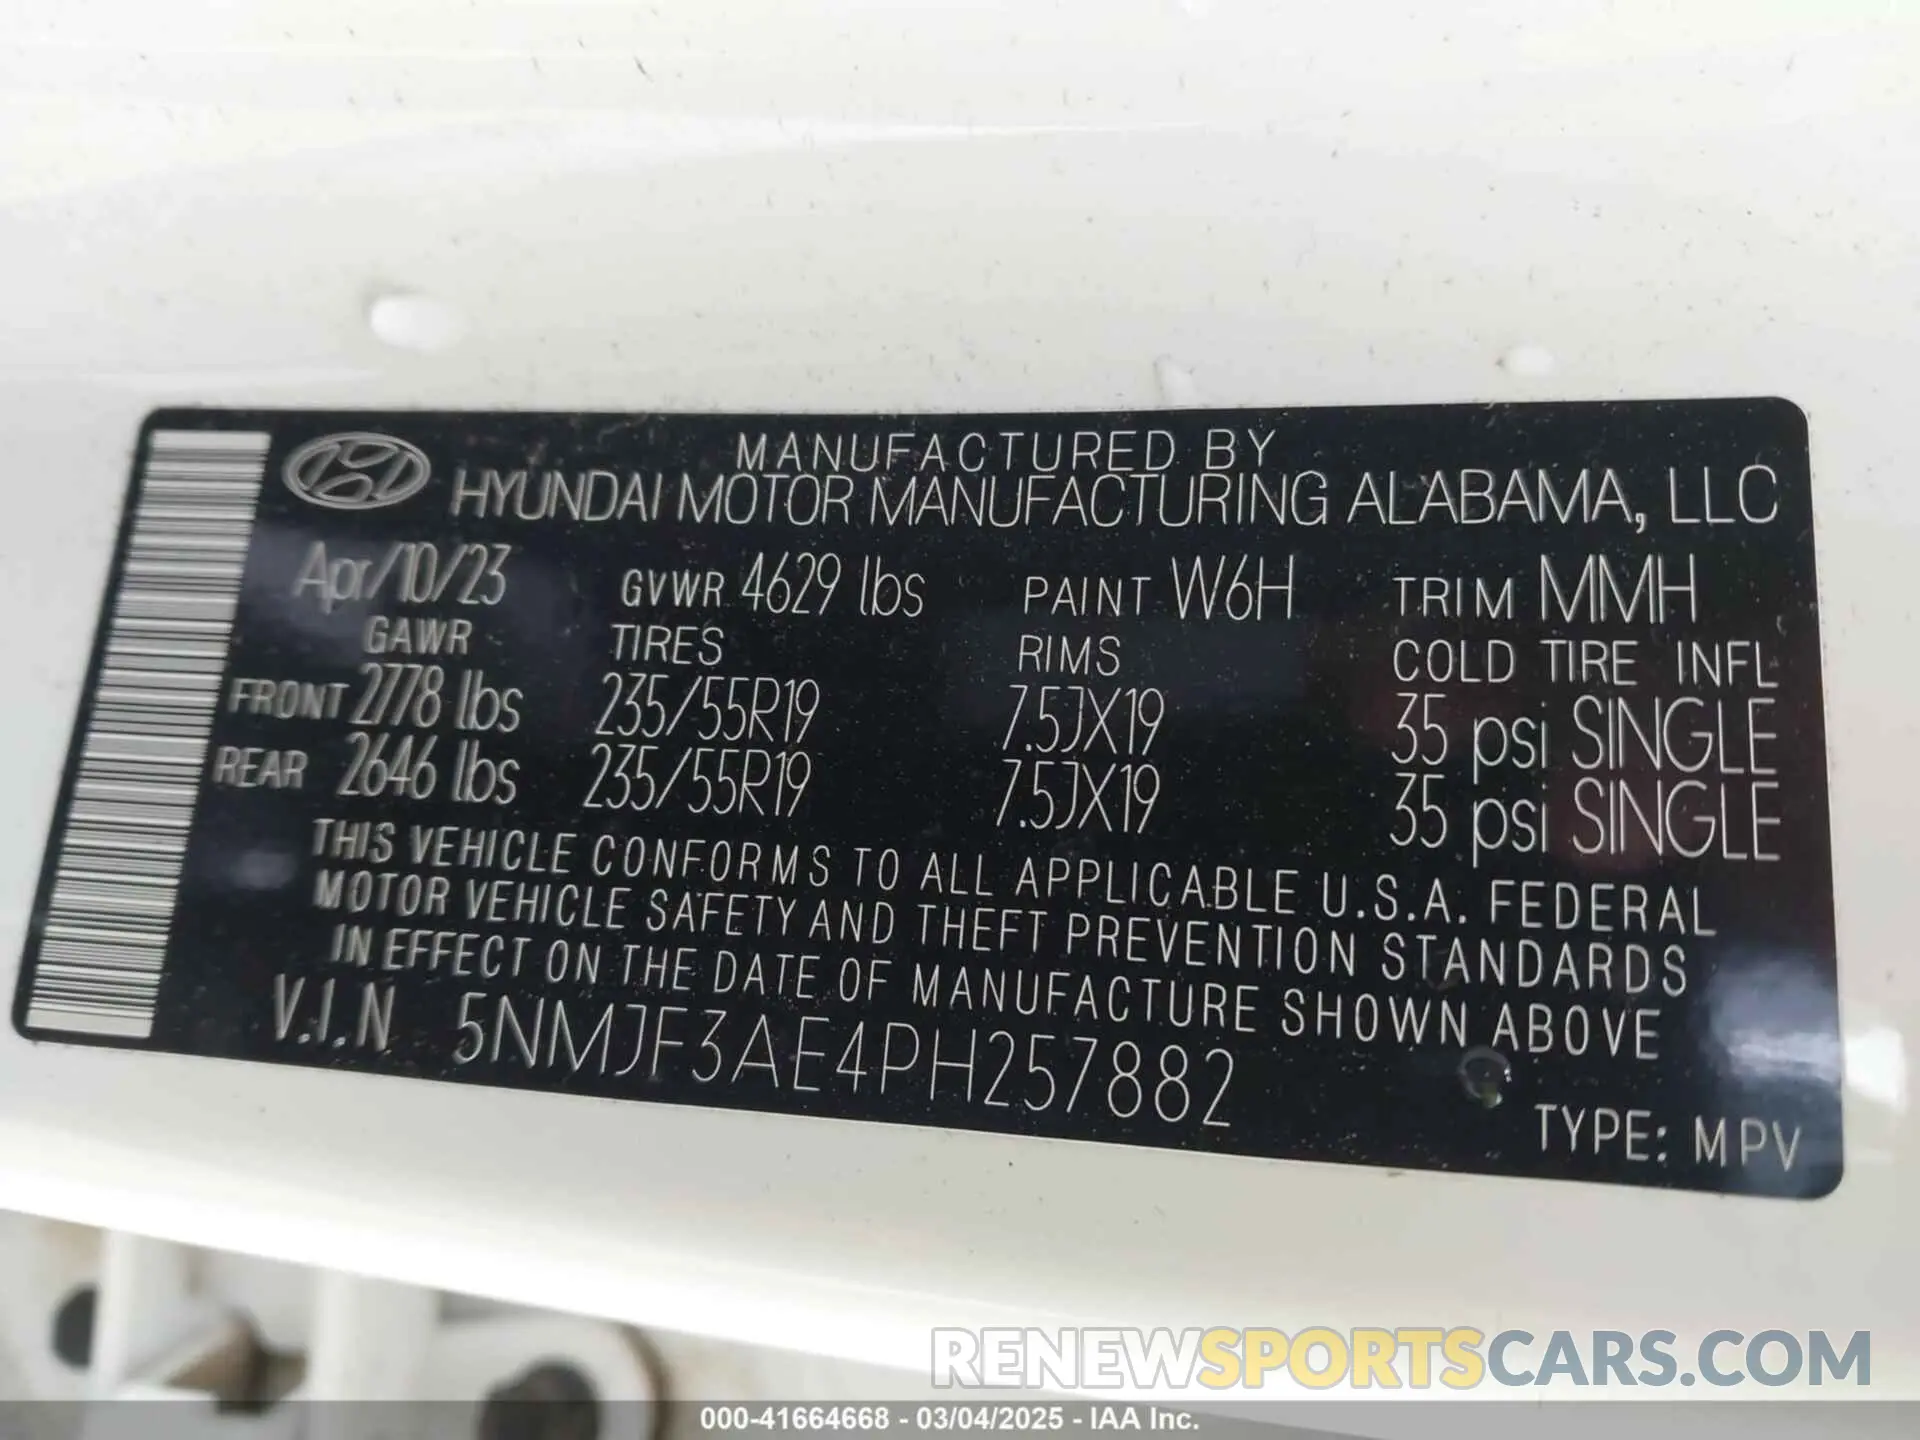 MANUFACTURED BY
HYUNDAI MOTOR MANUFACTURING ALABAMA, LLC
Apr/10/23 GVWR 4629 lbs PAINT W6H TRIM MMH
GAWR TIRES RIMS COLD TIRE INFL
FRONT 2778 lbs 235/55R19 7.5JX19 35 psi SINGLE
REAR 2646 lbs 235/55R19 7.5JX19 35 psi SINGLE
THIS VEHICLE CONFORMS TO ALL APPLICABLE U.S.A. FEDERAL
MOTOR VEHICLE SAFETY AND THEFT PREVENTION STANDARDS
IN EFFECT ON THE DATE OF MANUFACTURE SHOWN ABOVE
V.I.N 5NMJF3AE4PH257882
TYPE: MPV
RENEWSPORTSCARS.COM
000-41664668 - 03/04/2025 - IAA Inc.